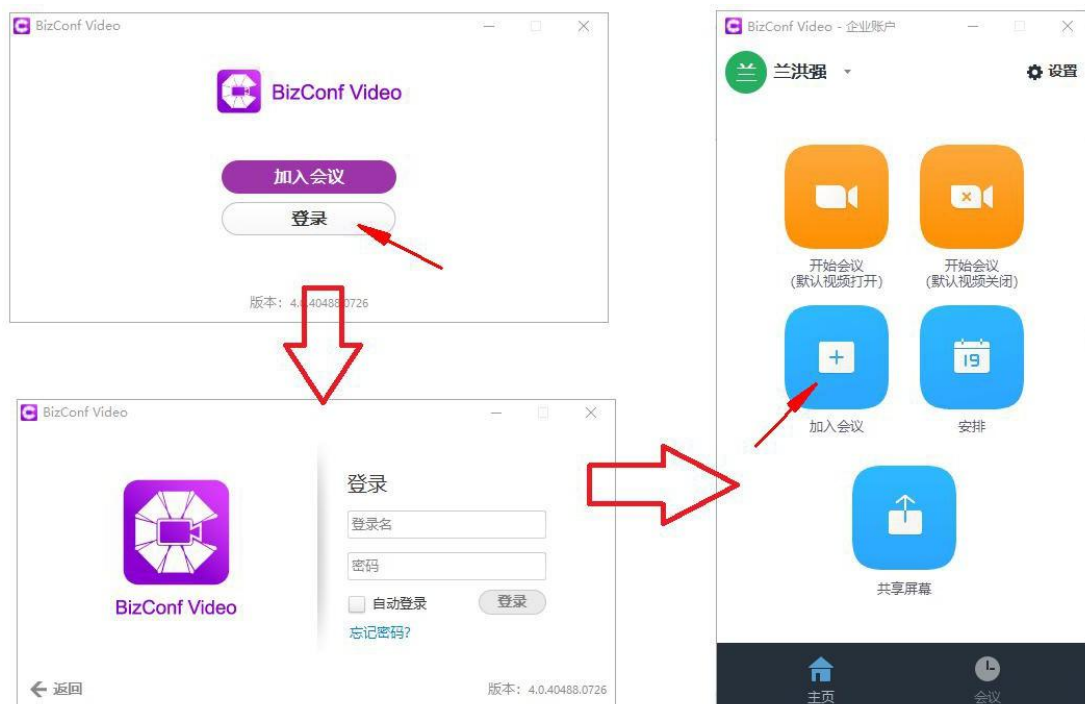 BizConf Video
BizConf Video
加入会议
登录
版本: 4.0.40488.0726
BizConf Video
登录
登录名
密码
自动登录
登录
忘记密码?
BizConf Video
返回
版本: 4.0.40488.0726
BizConf Video - 企业账户
兰
兰洪强
设置
开始会议
(默认视频打开)
开始会议
(默认视频关闭)
19
加入会议
安排
共享屏幕
主页
会议